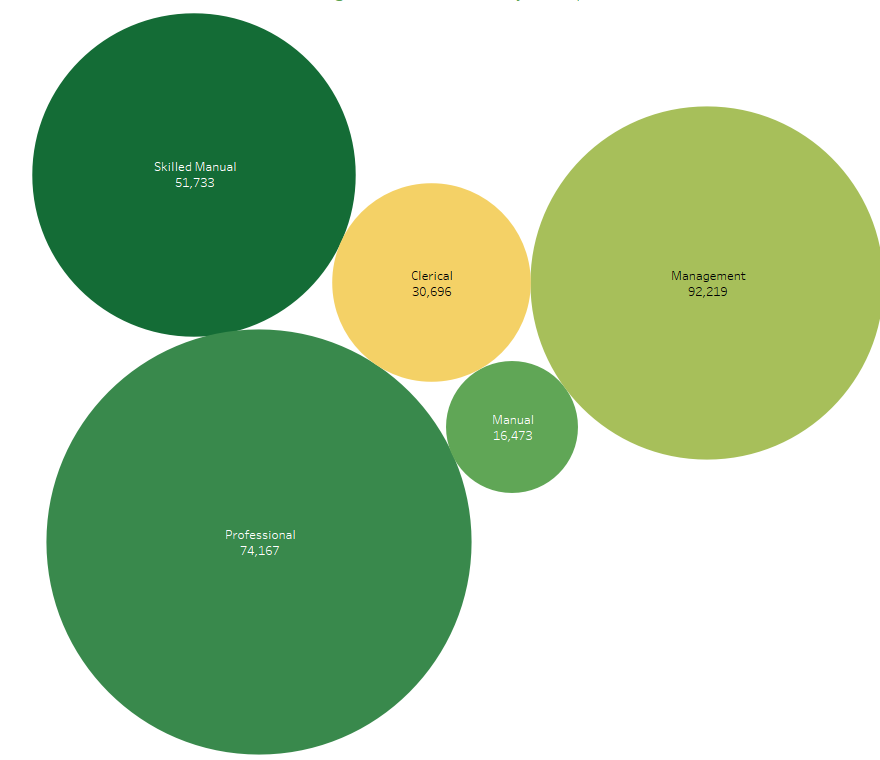 Skilled Manual
51,733
Clerical
30,696
Management
92,219
Manual
16,473
Professional
74,167